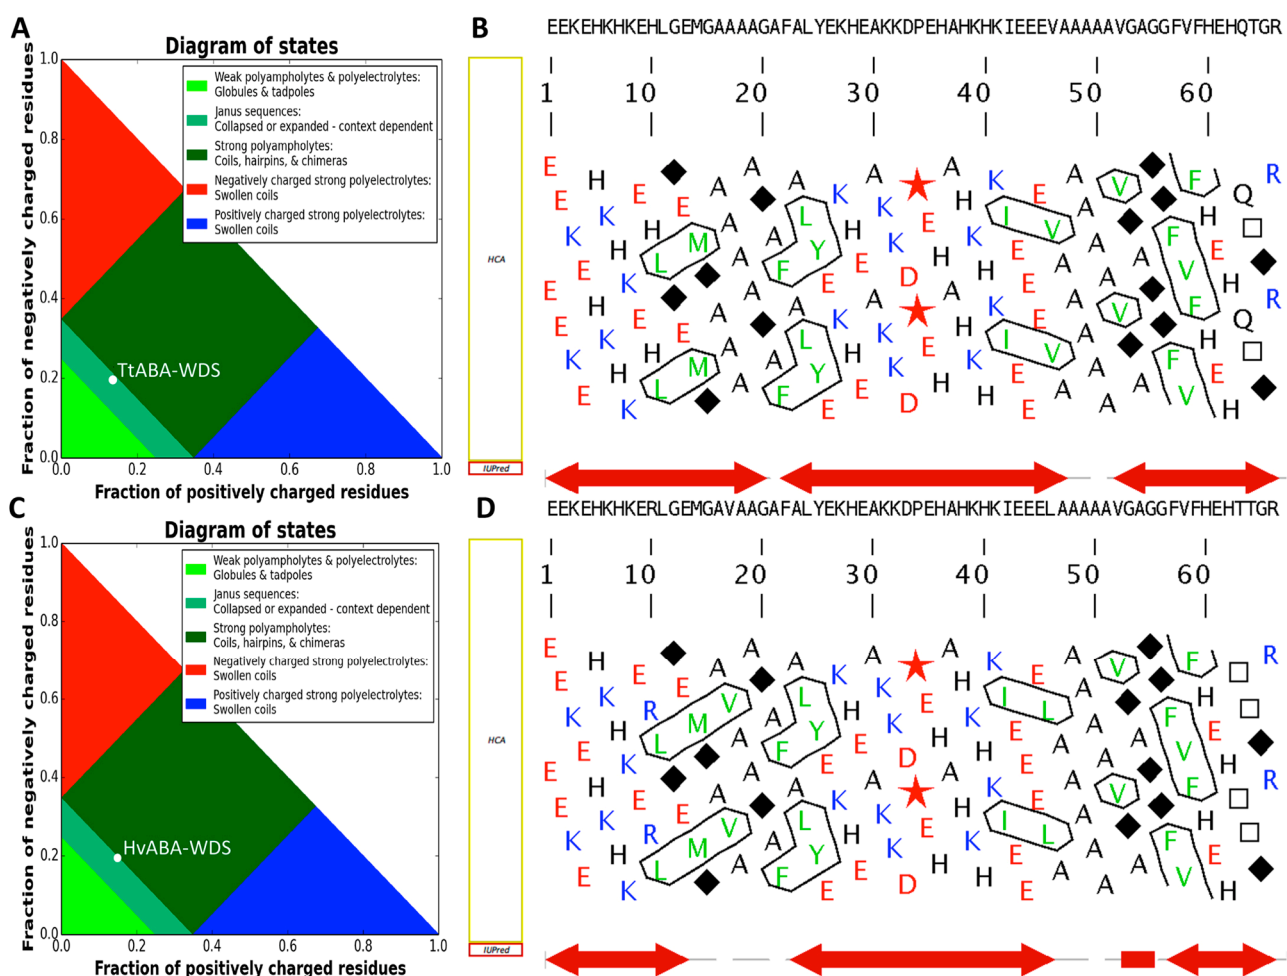 A
Diagram of states
Fraction of negatively charged residues
1.0
0.8
0.6
0.4
0.2
0.0
Weak polyampholytes & polyelectrolytes:
Globules & tadpoles
Janus sequences:
Collapsed or expanded - context dependent
Strong polyampholytes:
Coils, hairpins, & chimeras
Negatively charged strong polyelectrolytes:
Swollen coils
Positively charged strong polyelectrolytes:
Swollen coils
TtABA-WDS
0.0 0.2 0.4 0.6 0.8 1.0
Fraction of positively charged residues
B
EEKEHKHKEHLGEMGAAAAGAFALYEKHEAKKDPEHAHKHKIEEEVAAAAAVGAGGFVFHEHQTGR
1 10 20 30 40 50 60
HCA
IUPred
C
Diagram of states
Fraction of negatively charged residues
1.0
0.8
0.6
0.4
0.2
0.0
Weak polyampholytes & polyelectrolytes:
Globules & tadpoles
Janus sequences:
Collapsed or expanded - context dependent
Strong polyampholytes:
Coils, hairpins, & chimeras
Negatively charged strong polyelectrolytes:
Swollen coils
Positively charged strong polyelectrolytes:
Swollen coils
HvABA-WDS
0.0 0.2 0.4 0.6 0.8 1.0
Fraction of positively charged residues
D
EEKEHKHKERLGEMGAVAAGAFALYEKHEAKKDPEHAHKHKIEEELAAAAAVGAGGFVFHEHTTGR
1 10 20 30 40 50 60
HCA
IUPred